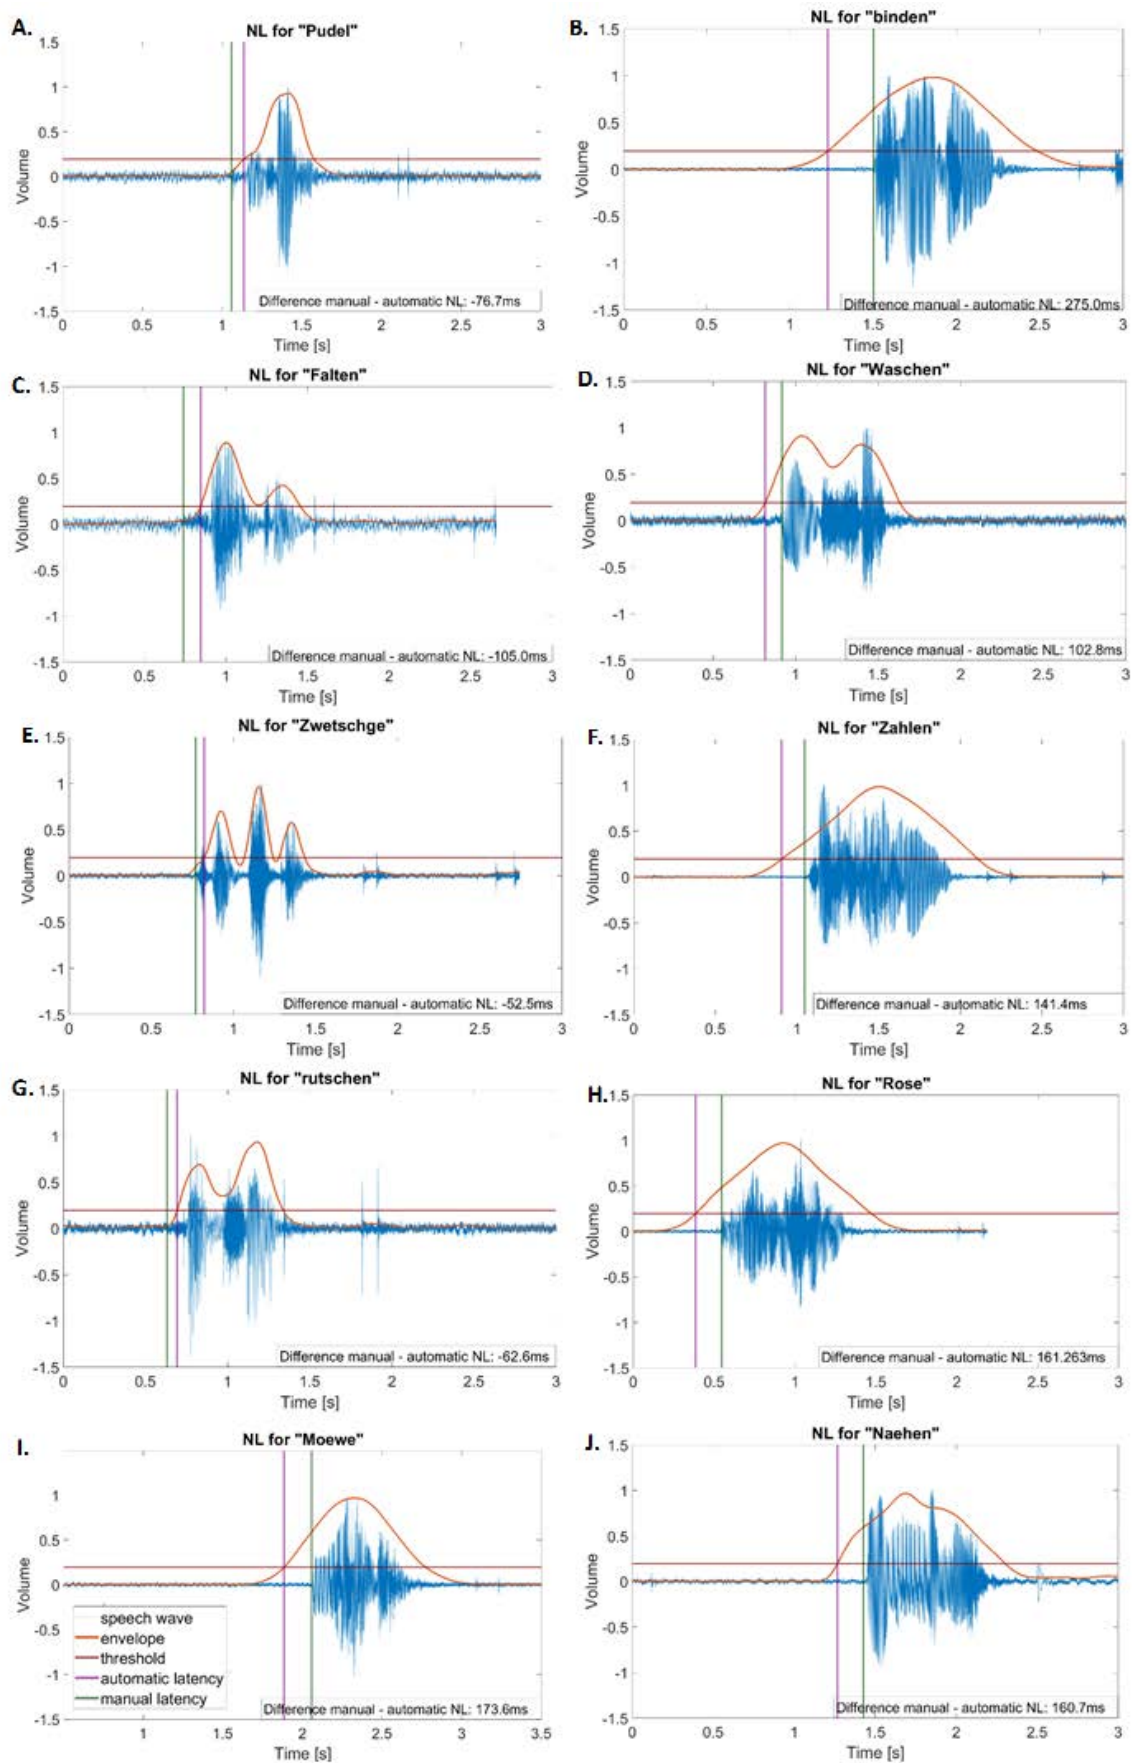 A.
NL for "Pudel"
1.5
1
0.5
0
-0.5
-1
-1.5
Volume
Difference manual - automatic NL: -76.7ms
0 0.5 1 1.5 2 2.5 3
Time [s]
B.
NL for "binden"
1.5
1
0.5
0
-0.5
-1
-1.5
Volume
Difference manual - automatic NL: 275.0ms
0 0.5 1 1.5 2 2.5 3
Time [s]
C.
NL for "Falten"
1.5
1
0.5
0
-0.5
-1
-1.5
Volume
Difference manual - automatic NL: -105.0ms
0 0.5 1 1.5 2 2.5 3
Time [s]
D.
NL for "Waschen"
1.5
1
0.5
0
-0.5
-1
-1.5
Volume
Difference manual - automatic NL: 102.8ms
0 0.5 1 1.5 2 2.5 3
Time [s]
E.
NL for "Zwetschge"
1.5
1
0.5
0
-0.5
-1
-1.5
Volume
Difference manual - automatic NL: -52.5ms
0 0.5 1 1.5 2 2.5 3
Time [s]
F.
NL for "Zahlen"
1.5
1
0.5
0
-0.5
-1
-1.5
Volume
Difference manual - automatic NL: 141.4ms
0 0.5 1 1.5 2 2.5 3
Time [s]
G.
NL for "rutschen"
1.5
1
0.5
0
-0.5
-1
-1.5
Volume
Difference manual - automatic NL: -62.6ms
0 0.5 1 1.5 2 2.5 3
Time [s]
H.
NL for "Rose"
1.5
1
0.5
0
-0.5
-1
-1.5
Volume
Difference manual - automatic NL: 161.263ms
0 0.5 1 1.5 2 2.5 3
Time [s]
I.
NL for "Moewe"
1
0.5
0
-0.5
-1
-1.5
Volume
speech wave
envelope
threshold
automatic latency
manual latency
Difference manual - automatic NL: 173.6ms
1 1.5 2 2.5 3 3.5
Time [s]
J.
NL for "Naehen"
1.5
1
0.5
0
-0.5
-1
-1.5
Volume
Difference manual - automatic NL: 160.7ms
0 0.5 1 1.5 2 2.5 3
Time [s]